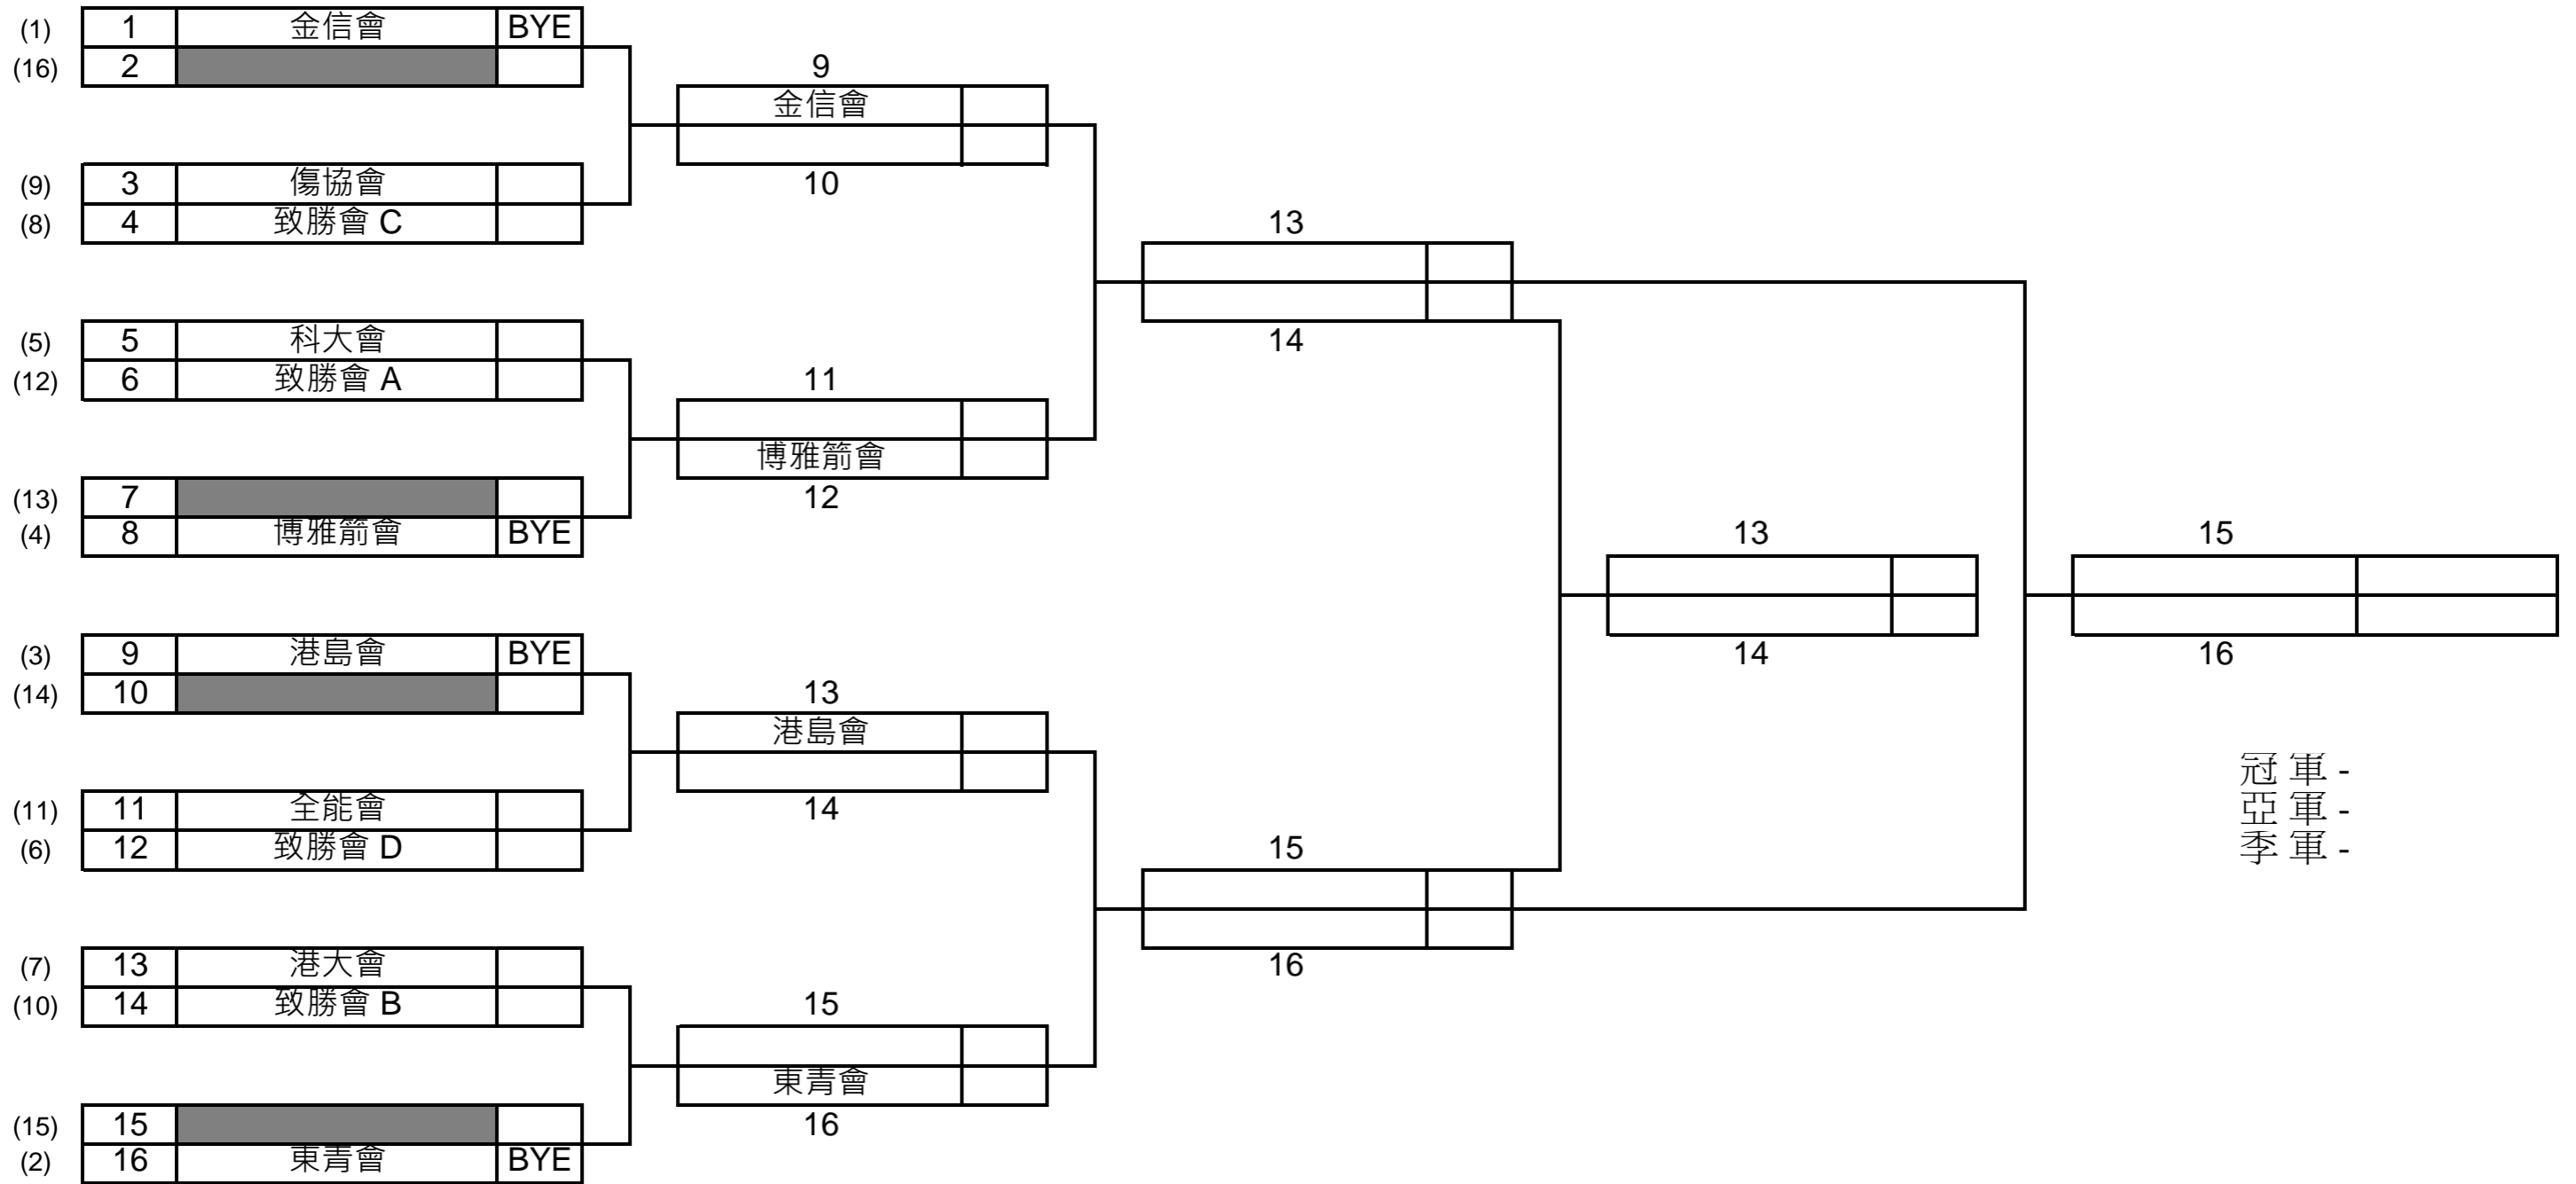 (1) 1 金信會 BYE
(16) 2
(9) 3 傷協會
(8) 4 致勝會 C
(5) 5 科大會
(12) 6 致勝會 A
(13) 7
(4) 8 博雅箭會 BYE
(3) 9 港島會 BYE
(14) 10
(11) 11 全能會
(6) 12 致勝會 D
(7) 13 港大會
(10) 14 致勝會 B
(15) 15
(2) 16 東青會 BYE
9
金信會
10
11
博雅箭會
12
13
港島會
14
15
東青會
16
13
14
15
16
13
14
15
16
冠 軍 -
亞 軍 -
季 軍 -